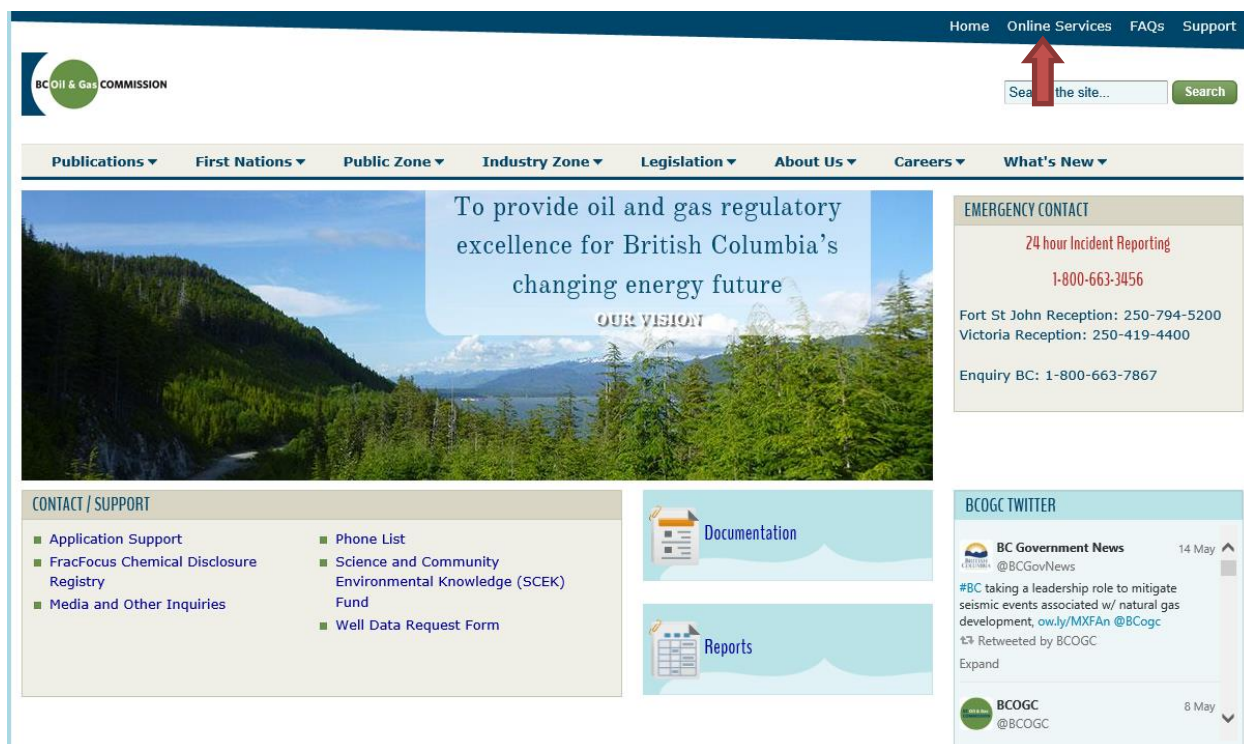 Home Online Services FAQs Support
BC Oil & Gas COMMISSION
Search the site...
Search
Publications First Nations Public Zone Industry Zone Legislation About Us Careers What's New
To provide oil and gas regulatory
excellence for British Columbia's
changing energy future
OUR VISION
EMERGENCY CONTACT
24 hour Incident Reporting
1-800-663-3456
Fort St John Reception: 250-794-5200
Victoria Reception: 250-419-4400
Enquiry BC: 1-800-663-7867
CONTACT / SUPPORT
Application Support
FracFocus Chemical Disclosure
Registry
Media and Other Inquiries
Phone List
Science and Community
Environmental Knowledge (SCEK)
Fund
Well Data Request Form
Documentation
Reports
BCOGC TWITTER
BC Government News 14 May
@BCGovNews
#BC taking a leadership role to mitigate
seismic events associated w/ natural gas
development, ow.ly/MXFAn @BCogc
Retweeted by BCOGC
Expand
BCOGC 8 May
@BCOGC